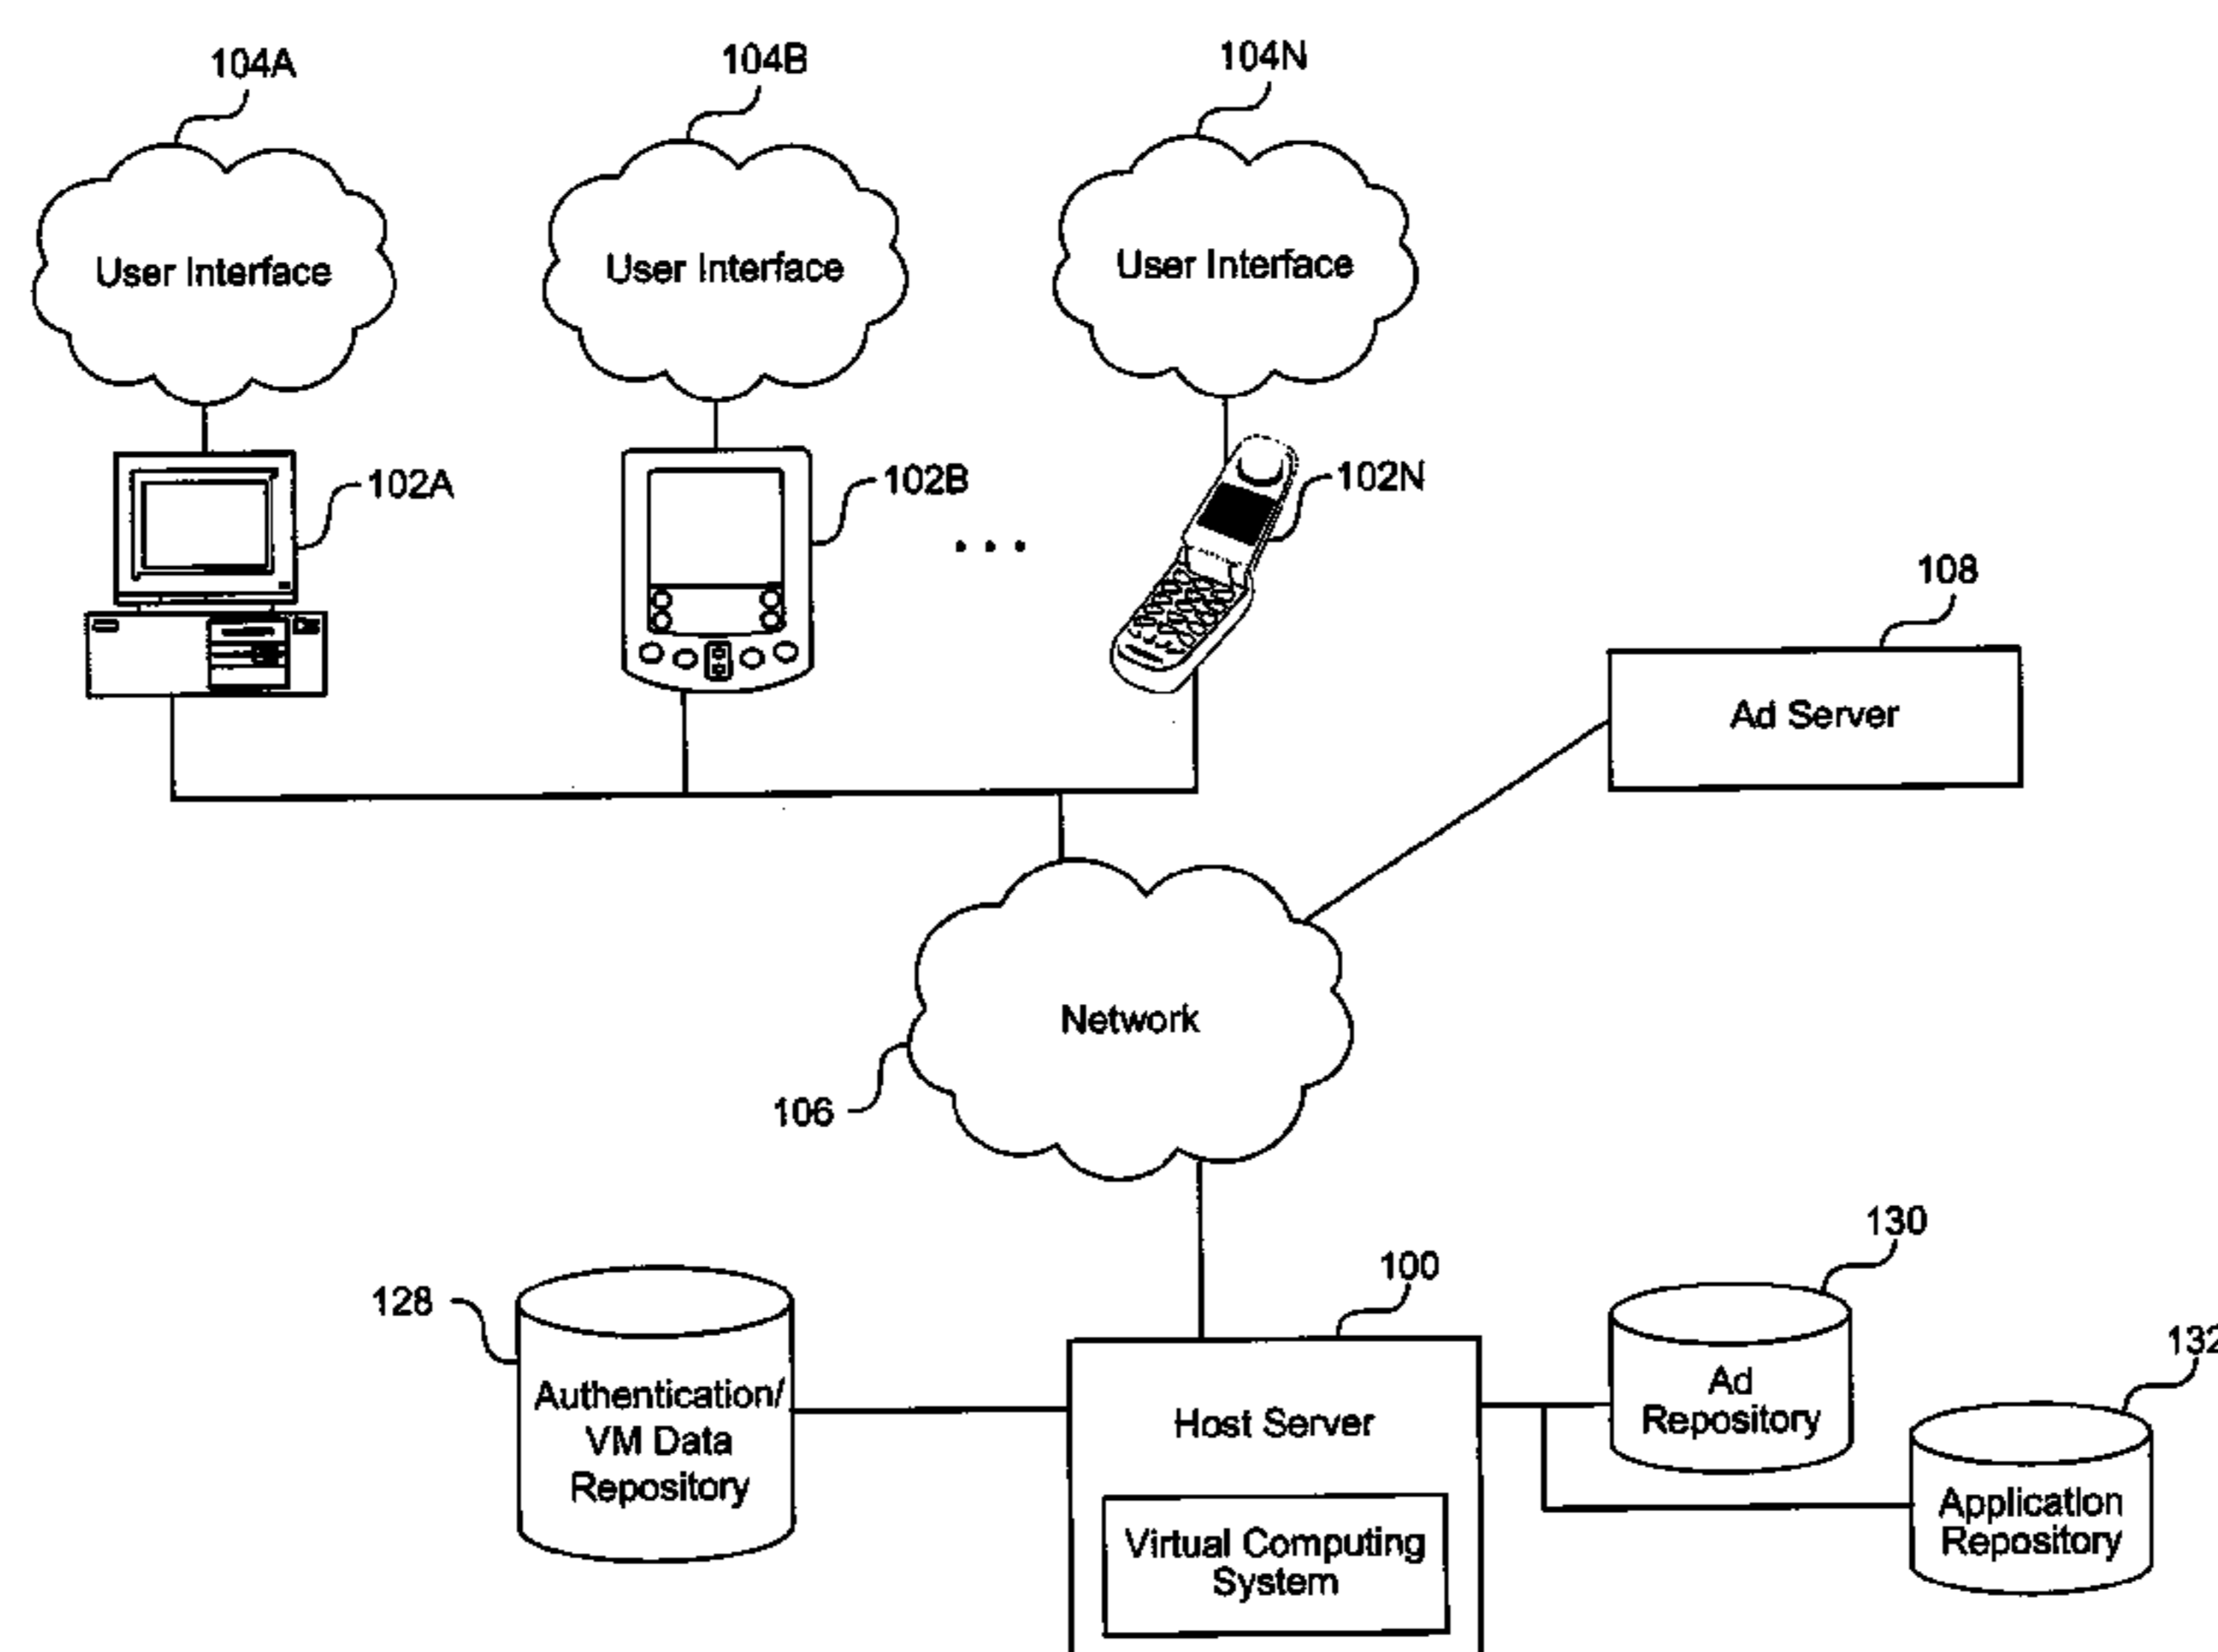 104A
104B
104N
User Interface
User Interface
User Interface
102A
102B
102N
108
Ad Server
Network
106
130
100
128
132
Authentication/
VM Data
Repository
Host Server
Ad
Repository
Application
Repository
Virtual Computing
System